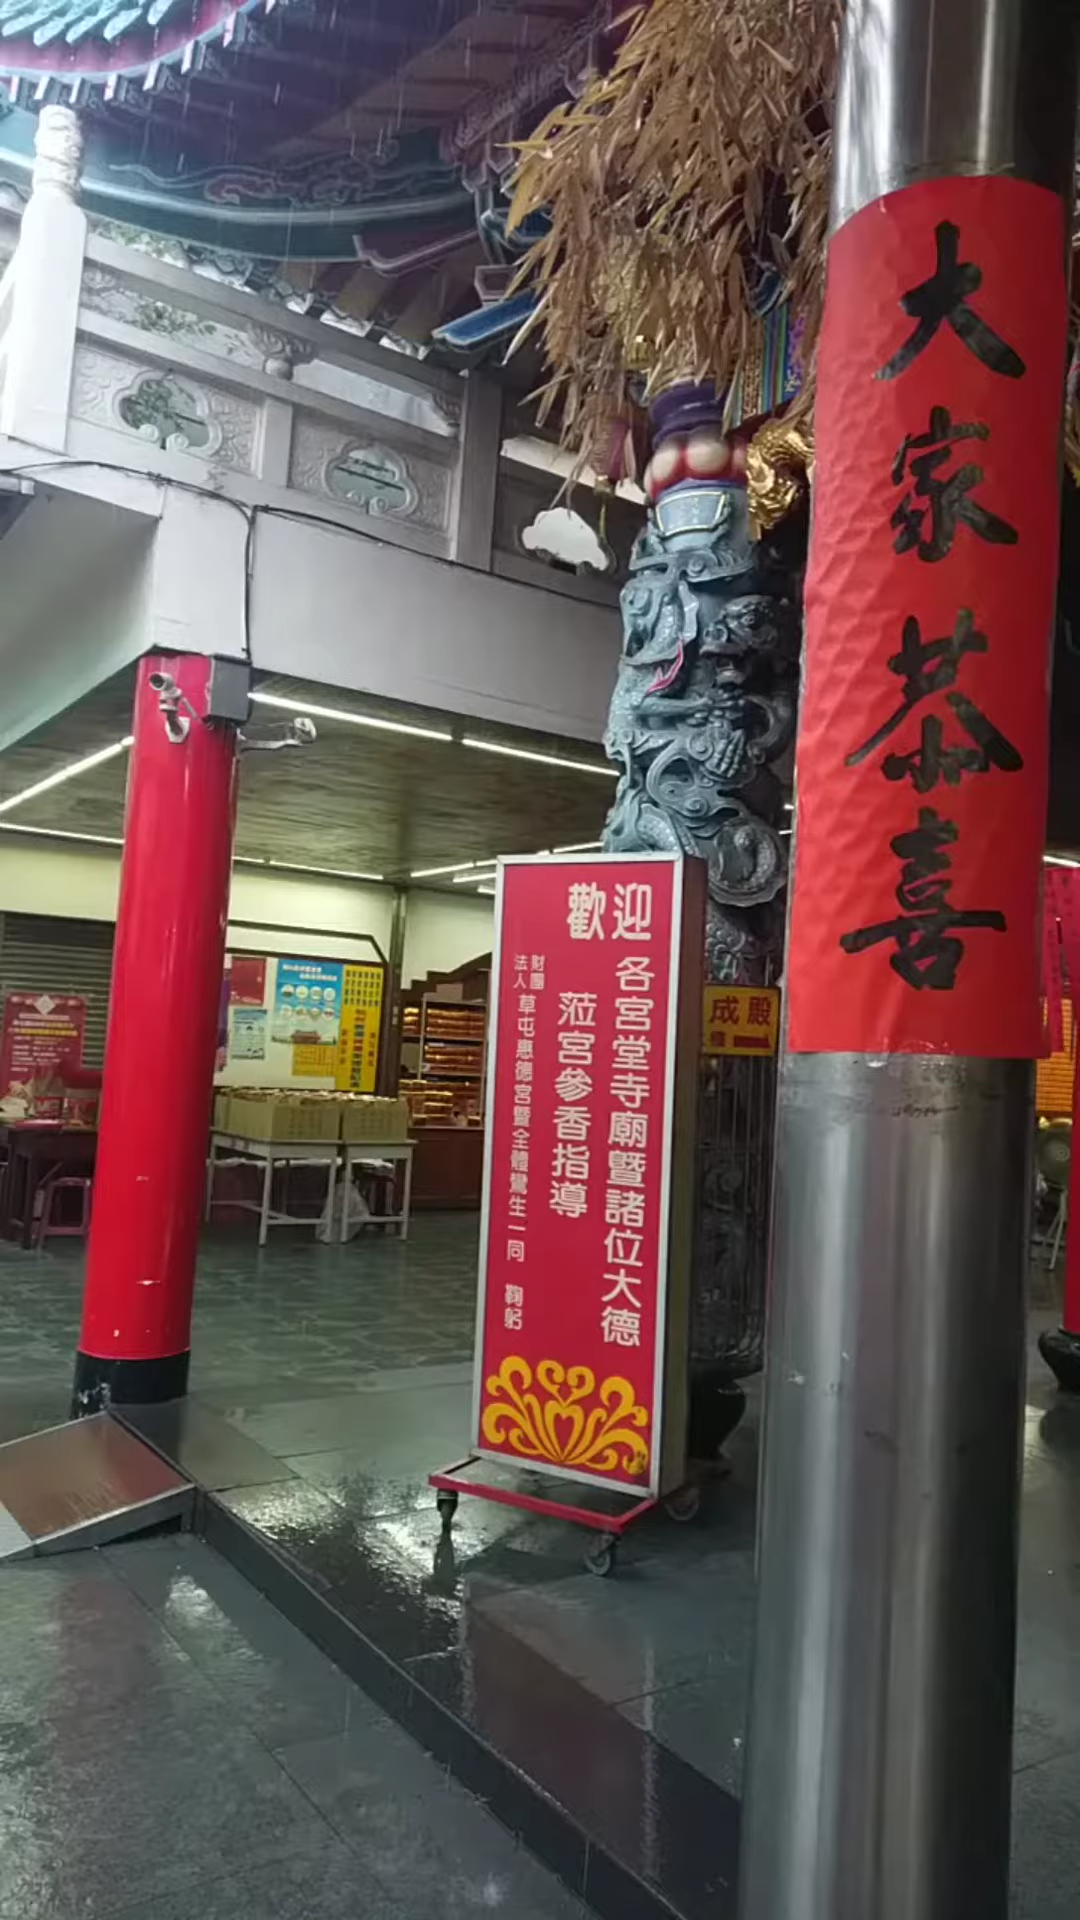 大家恭喜
歡迎
各宮堂寺廟暨諸位大德
蒞宮參香指導
財團
法人
草屯惠德宮暨全體鸞生一同 鞠躬
成殿